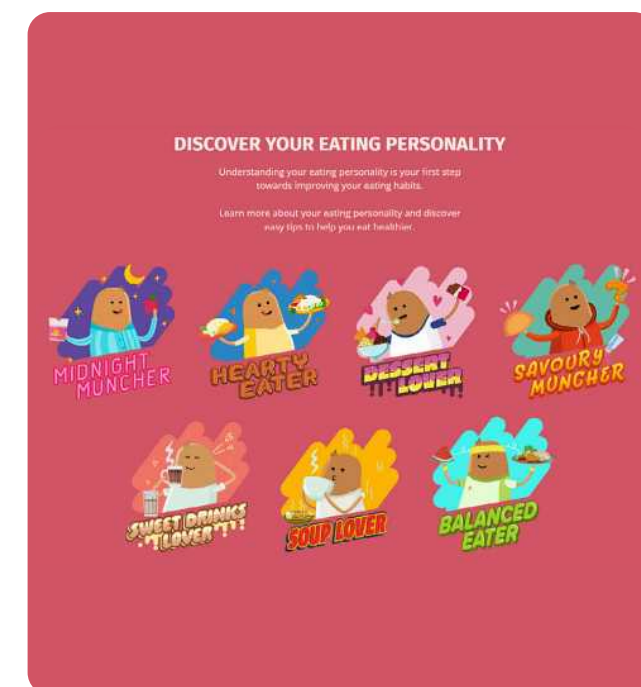 DISCOVER YOUR EATING PERSONALITY
Understanding your eating personality is your first step
towards improving your eating habits.
Learn more about your eating personality and discover
easy tips to help you eat healthier.
MIDNIGHT
MUNCHER
HEARTY
EATER
DESSERT
LOVER
SAVOURY
MUNCHER
SWEET DRINKS
LOVER
SOUP LOVER
BALANCED
EATER